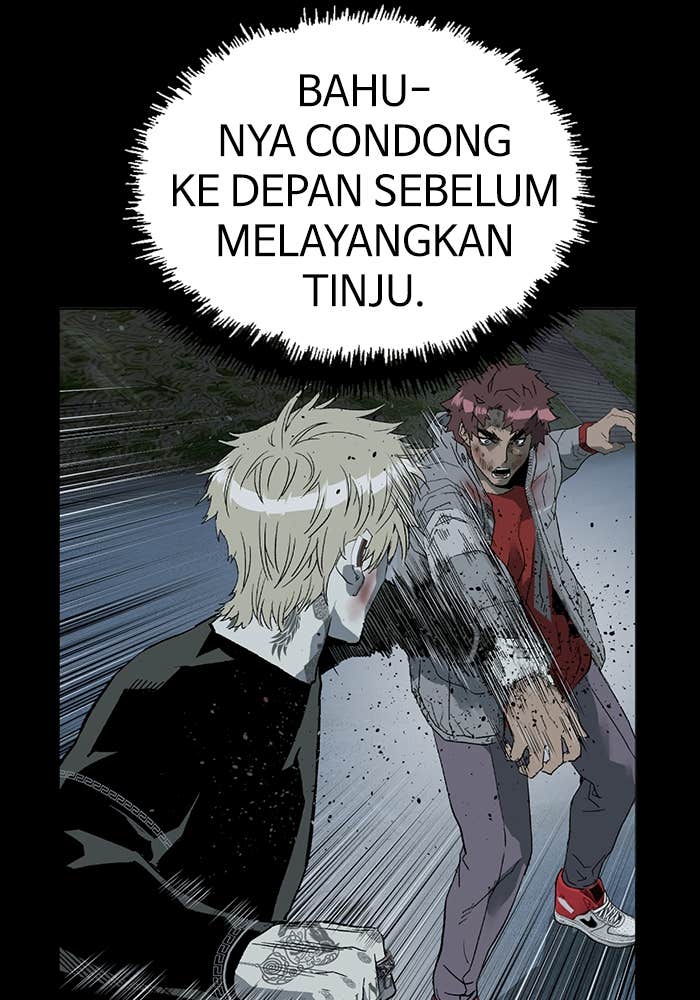 BAHU-
NYA CONDONG
KE DEPAN SEBELUM
MELAYANGKAN
TINJU.